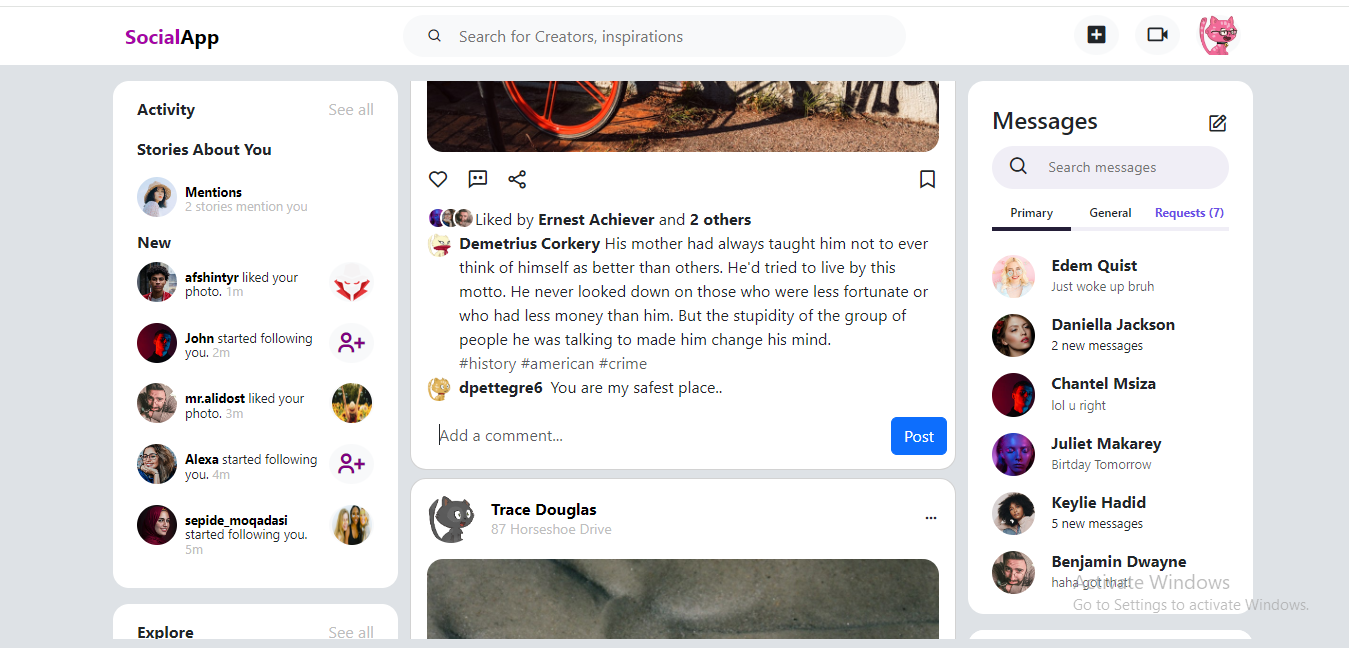 SocialApp
Search for Creators, inspirations
Activity
See all
Stories About You
Mentions
2 stories mention you
New
afshintyr liked your
photo. 1m
John started following
you. 2m
mr.alidost liked your
photo. 3m
Alexa started following
you. 4m
sepide_moqadasi
started following you.
5m
Explore
See all
Liked by Ernest Achiever and 2 others
Demetrius Corkery His mother had always taught him not to ever
think of himself as better than others. He'd tried to live by this
motto. He never looked down on those who were less fortunate or
who had less money than him. But the stupidity of the group of
people he was talking to made him change his mind.
#history #american #crime
dpettegre6 You are my safest place..
Add a comment...
Post
Trace Douglas
87 Horseshoe Drive
Messages
Search messages
Primary
General
Requests (7)
Edem Quist
Just woke up bruh
Daniella Jackson
2 new messages
Chantel Msiza
lol u right
Juliet Makarey
Birtday Tomorrow
Keylie Hadid
5 new messages
Benjamin Dwayne
haha got that!
Activate Windows
Go to Settings to activate Windows.